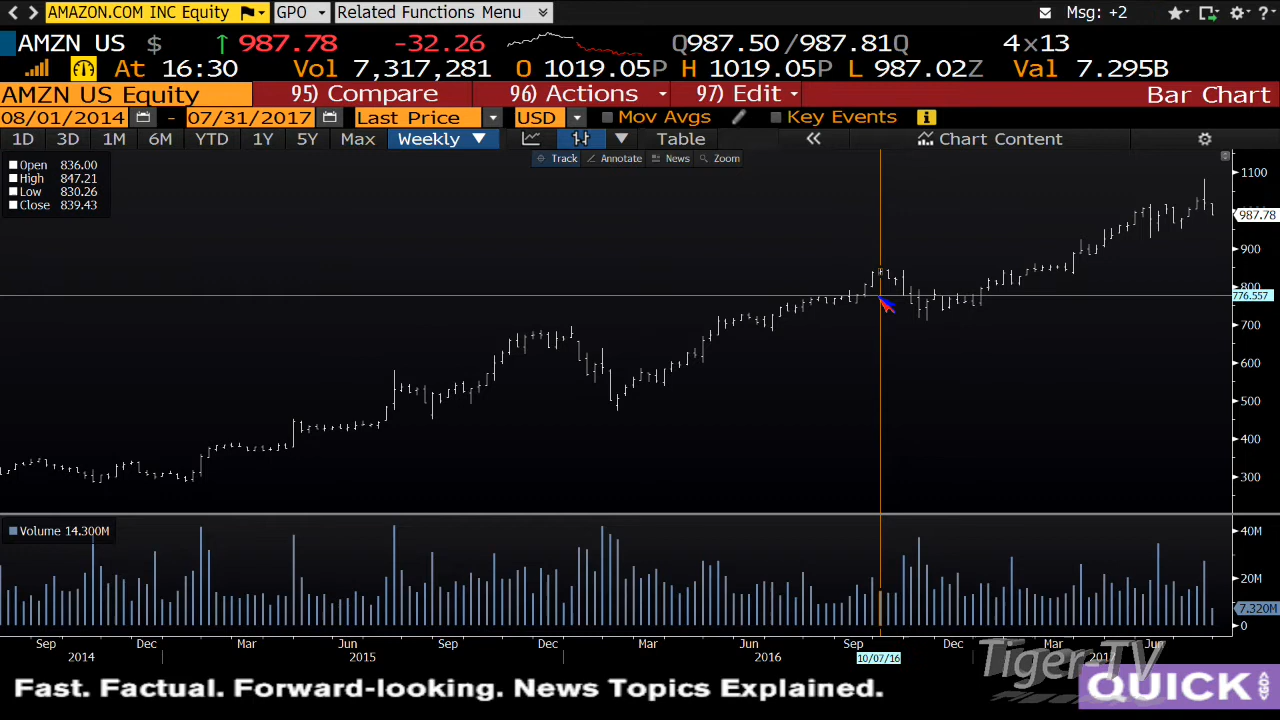 AMAZON.COM INC Equity GPO Related Functions Menu Msg: +2 ?
AMZN US $ ↑ 987.78 -32.26 Q987.50 /987.81Q 4×13
At 16:30 Vol 7,317,281 O 1019.05P H 1019.05P L 987.02Z Val 7.295B
AMZN US Equity 95) Compare 96) Actions 97) Edit Bar Chart
08/01/2014 - 07/31/2017 Last Price USD Mov Avgs Key Events i
1D 3D 1M 6M YTD 1Y 5Y Max Weekly ▼ Table « Chart Content
Track Annotate News Zoom
Open 836.00
High 847.21
Low 830.26
Close 839.43
1100
987.78
900
800
776.557
700
600
500
400
300
Volume 14.300M
40M
20M
7.320M
0
Sep Dec Mar Jun Sep Dec Mar Jun Sep Dec Mar Jun
2014 2015 2016 10/07/16
Tiger-TV
Fast. Factual. Forward-looking. News Topics Explained. QUICK